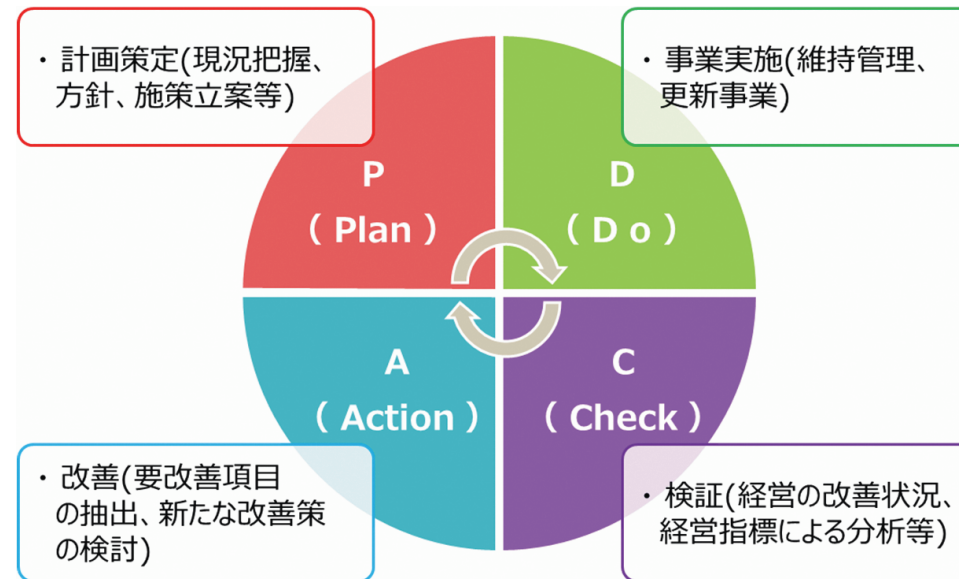 ・ 計画策定(現況把握、
方針、施策立案等)
P
( Plan )
・ 事業実施(維持管理、
更新事業)
D
( D o )
A
( Action )
・ 改善(要改善項目
の抽出、新たな改善策
の検討)
C
( Check )
・ 検証(経営の改善状況、
経営指標による分析等)